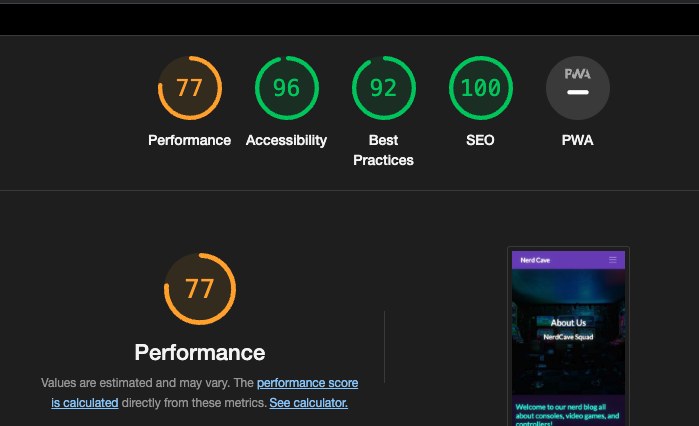 77
96
92
100
PWA
Performance
Accessibility
Best
Practices
SEO
PWA
77
Performance
Values are estimated and may vary. The performance score
is calculated directly from these metrics. See calculator.
Nerd Cave
About Us
NerdCave Squad
Welcome to our nerd blog all
about consoles, video games, and
controllers!